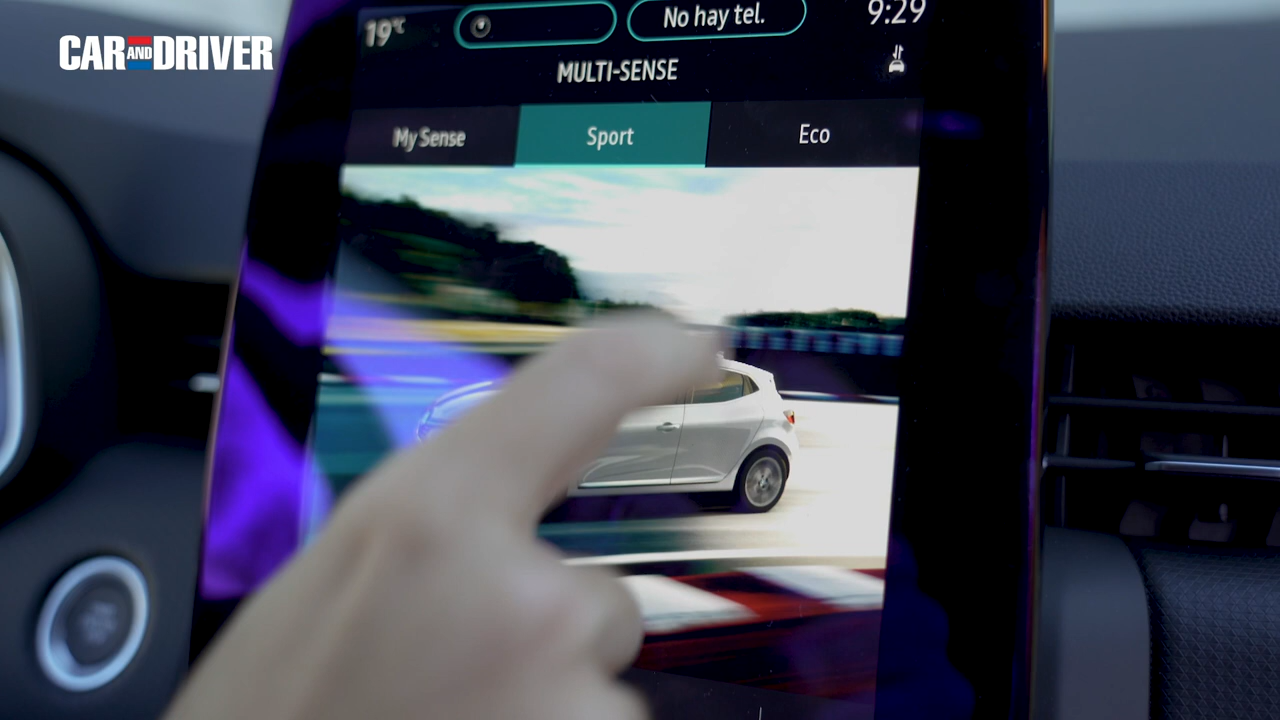 CAR AND DRIVER
19°C
No hay tel.
9:29
MULTI-SENSE
My Sense
Sport
Eco